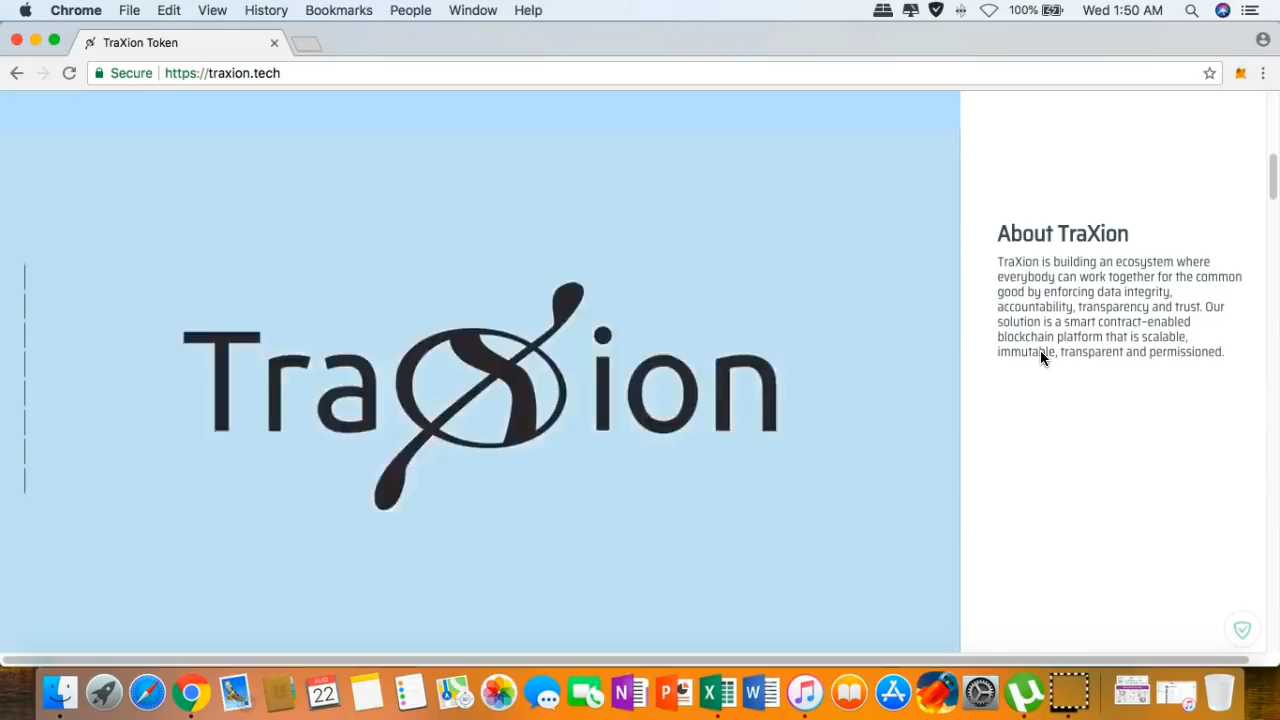 Chrome File Edit View History Bookmarks People Window Help 100% Wed 1:50 AM
TraXion Token
Secure https://traxion.tech
TraXion
About TraXion
TraXion is building an ecosystem where
everybody can work together for the common
good by enforcing data integrity,
accountability, transparency and trust. Our
solution is a smart contract-enabled
blockchain platform that is scalable,
immutable, transparent and permissioned.
AUG
22
N P X W